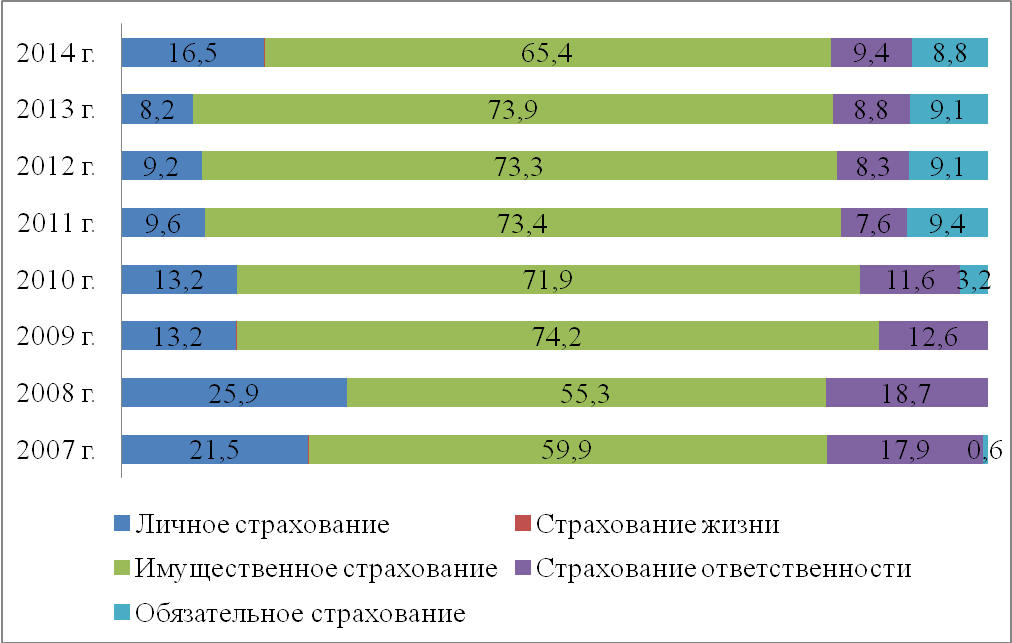 2014 г. 16,5 65,4 9,4 8,8
2013 г. 8,2 73,9 8,8 9,1
2012 г. 9,2 73,3 8,3 9,1
2011 г. 9,6 73,4 7,6 9,4
2010 г. 13,2 71,9 11,6 3,2
2009 г. 13,2 74,2 12,6
2008 г. 25,9 55,3 18,7
2007 г. 21,5 59,9 17,9 0,6
Личное страхование Страхование жизни
Имущественное страхование Страхование ответственности
Обязательное страхование